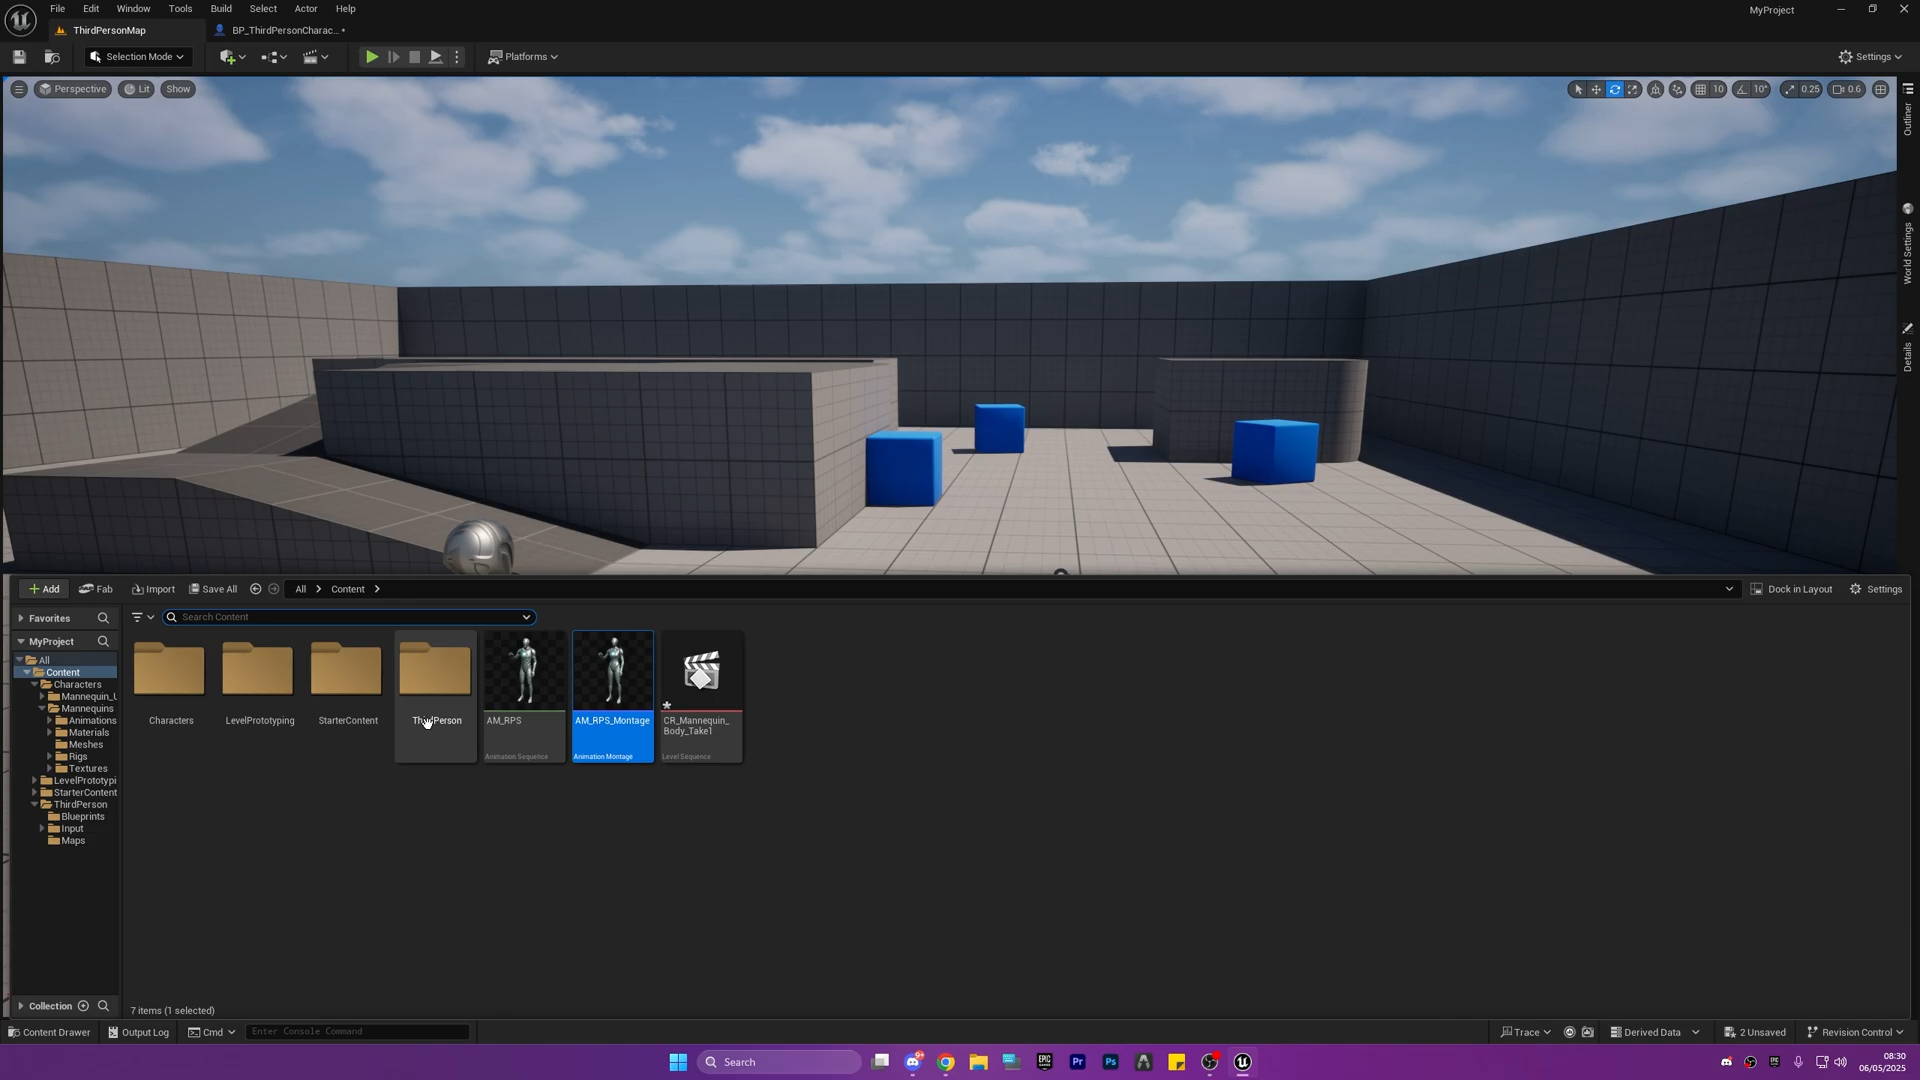 File Edit Window Tools Build Select Actor Help
MyProject
ThirdPersonMap
BP_ThirdPersonCharac... •
Selection Mode
Platforms
Settings
Perspective
Lit
Show
10
10°
0.25
0.6
Outliner
World Settings
Details
Add
Fab
Import
Save All
All
Content
Dock in Layout
Settings
Favorites
Search Content
MyProject
All
Content
Characters
Mannequin_U
Mannequins
Animations
Materials
Meshes
Rigs
Textures
LevelPrototypi
StarterContent
ThirdPerson
Blueprints
Input
Maps
Characters
LevelPrototyping
StarterContent
ThirdPerson
AM_RPS
Animation Sequence
AM_RPS_Montage
Animation Montage
CR_Mannequin_
Body_Take1
Level Sequence
Collection
7 items (1 selected)
Content Drawer
Output Log
Cmd
Enter Console Command
Trace
Derived Data
2 Unsaved
Revision Control
Search
EPIC
GAMES
Pr
Ps
08:30
06/05/2025